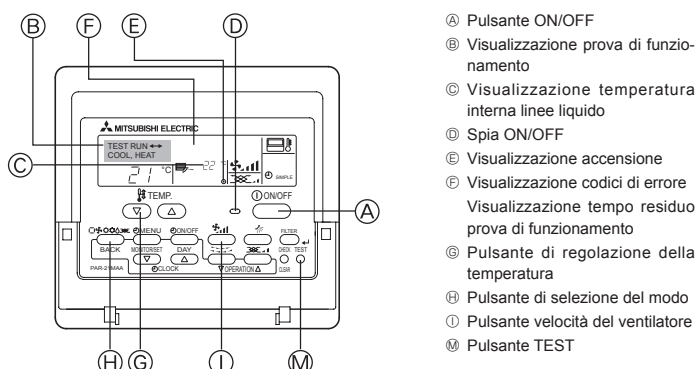 B
F
E
D
MITSUBISHI ELECTRIC
TEST RUN
COOL, HEAT
C
21 °C
SIMPLE
TEMP.
ON/OFF
A
MENU
ON/OFF
FILTER
BACK
MONITOR/SET
DAY
CHECK
TEST
PAR-21MAA
CLOCK
OPERATION
CLEAR
H
G
I
M
Ⓐ Pulsante ON/OFF
Ⓑ Visualizzazione prova di funzio-
namento
Ⓒ Visualizzazione temperatura
interna linee liquido
Ⓓ Spia ON/OFF
Ⓔ Visualizzazione accensione
Ⓕ Visualizzazione codici di errore
Visualizzazione tempo residuo
prova di funzionamento
Ⓖ Pulsante di regolazione della
temperatura
Ⓗ Pulsante di selezione del modo
Ⓘ Pulsante velocità del ventilatore
Ⓜ Pulsante TEST